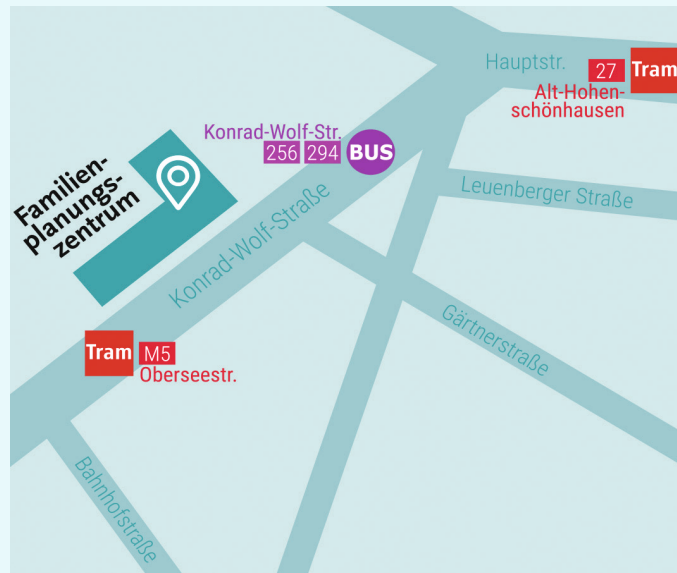 Hauptstr.
27 Tram
Alt-Hohen-
schönhausen
Konrad-Wolf-Str.
256 294 BUS
Familien-
planungs-
zentrum
Leuenberger Straße
Konrad-Wolf-Straße
Gärtnerstraße
Tram M5
Oberseestr.
Bahnhofstraße